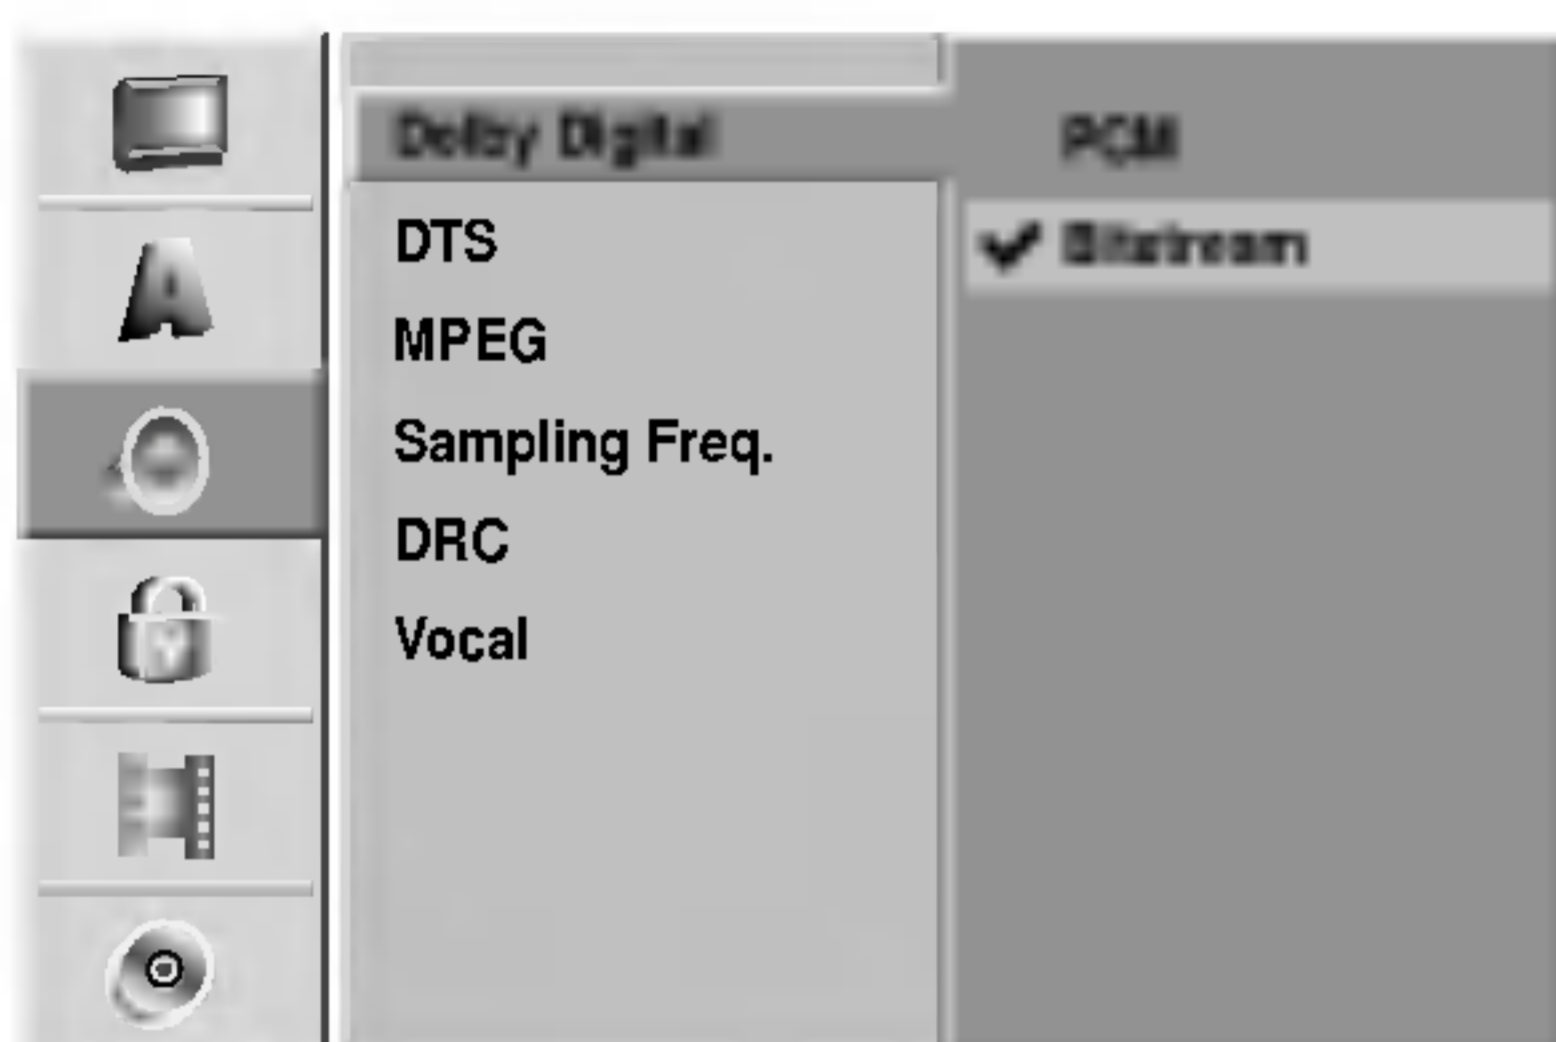 Dolby Digital
PCM
DTS
Bitstream
MPEG
Sampling Freq.
DRC
Vocal